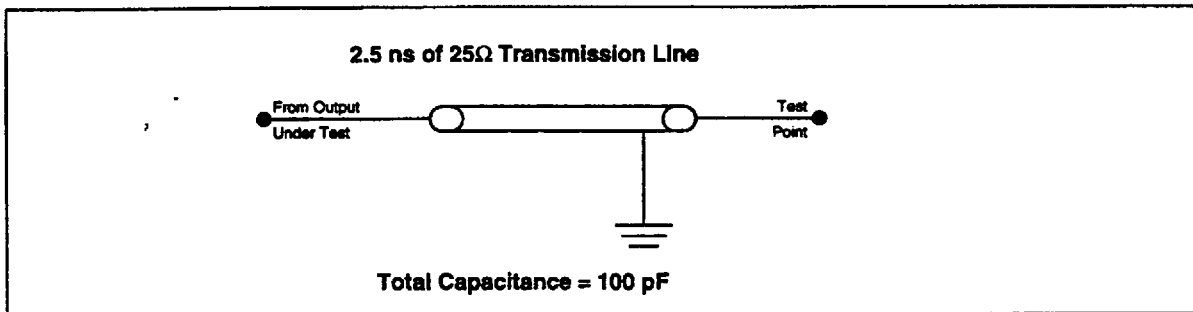 2.5 ns of 25Ω Transmission Line
From Output
Under Test
Test
Point
Total Capacitance = 100 pF